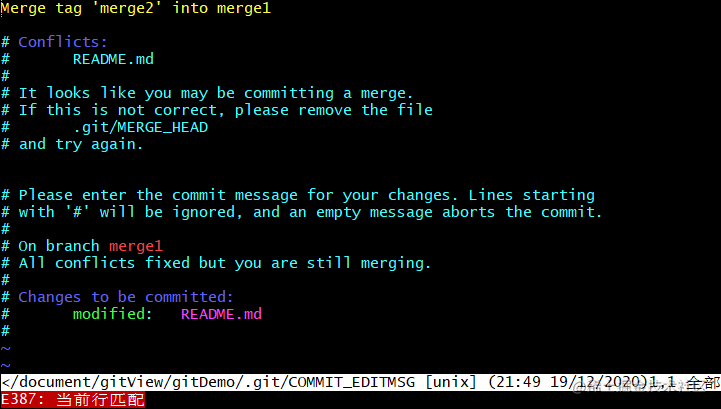 Merge tag 'merge2' into merge1
# Conflicts:
#       README.md
#
# It looks like you may be committing a merge.
# If this is not correct, please remove the file
#       .git/MERGE_HEAD
# and try again.
# Please enter the commit message for your changes. Lines starting
# with '#' will be ignored, and an empty message aborts the commit.
#
# On branch merge1
# All conflicts fixed but you are still merging.
#
# Changes to be committed:
#       modified:   README.md
#
~
~
</document/gitView/gitDemo/.git/COMMIT_EDITMSG [unix] (21:49 19/12/2020)1,1 全部
E387: 当前行匹配